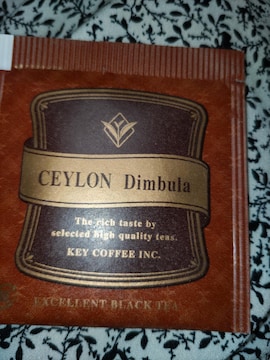 CEYLON Dimbula
The rich taste by
selected high quality teas.
KEY COFFEE INC.
EXCELLENT BLACK TEA